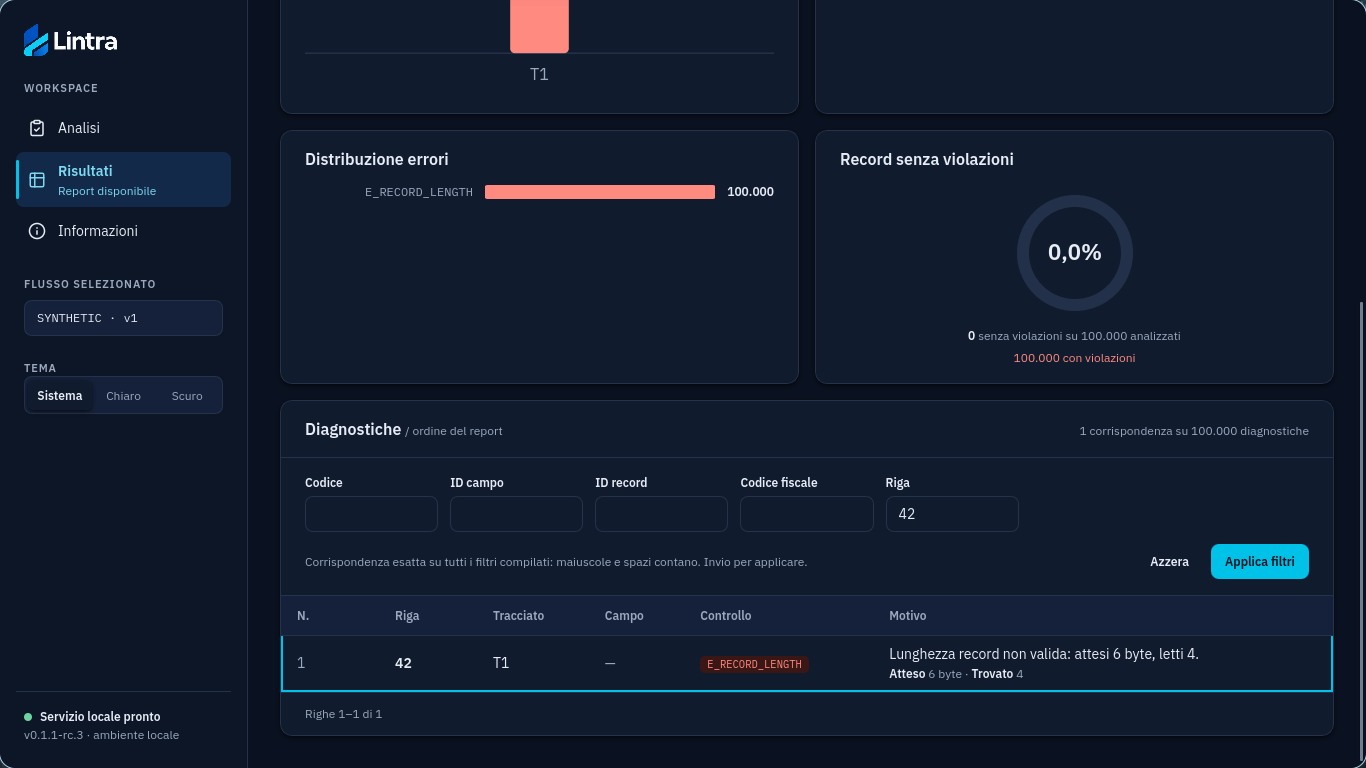 Lintra
WORKSPACE
Analisi
Risultati
Report disponibile
Informazioni
FLUSSO SELEZIONATO
SYNTHETIC · v1
TEMA
Sistema Chiaro Scuro
Servizio locale pronto
v0.1.1-rc.3 · ambiente locale
T1
Distribuzione errori
E_RECORD_LENGTH 100.000
Record senza violazioni
0,0%
0 senza violazioni su 100.000 analizzati
100.000 con violazioni
Diagnostiche / ordine del report 1 corrispondenza su 100.000 diagnostiche
Codice ID campo ID record Codice fiscale Riga
42
Corrispondenza esatta su tutti i filtri compilati: maiuscole e spazi contano. Invio per applicare. Azzera Applica filtri
N. Riga Tracciato Campo Controllo Motivo
1 42 T1 — E_RECORD_LENGTH Lunghezza record non valida: attesi 6 byte, letti 4.
Atteso 6 byte · Trovato 4
Righe 1–1 di 1